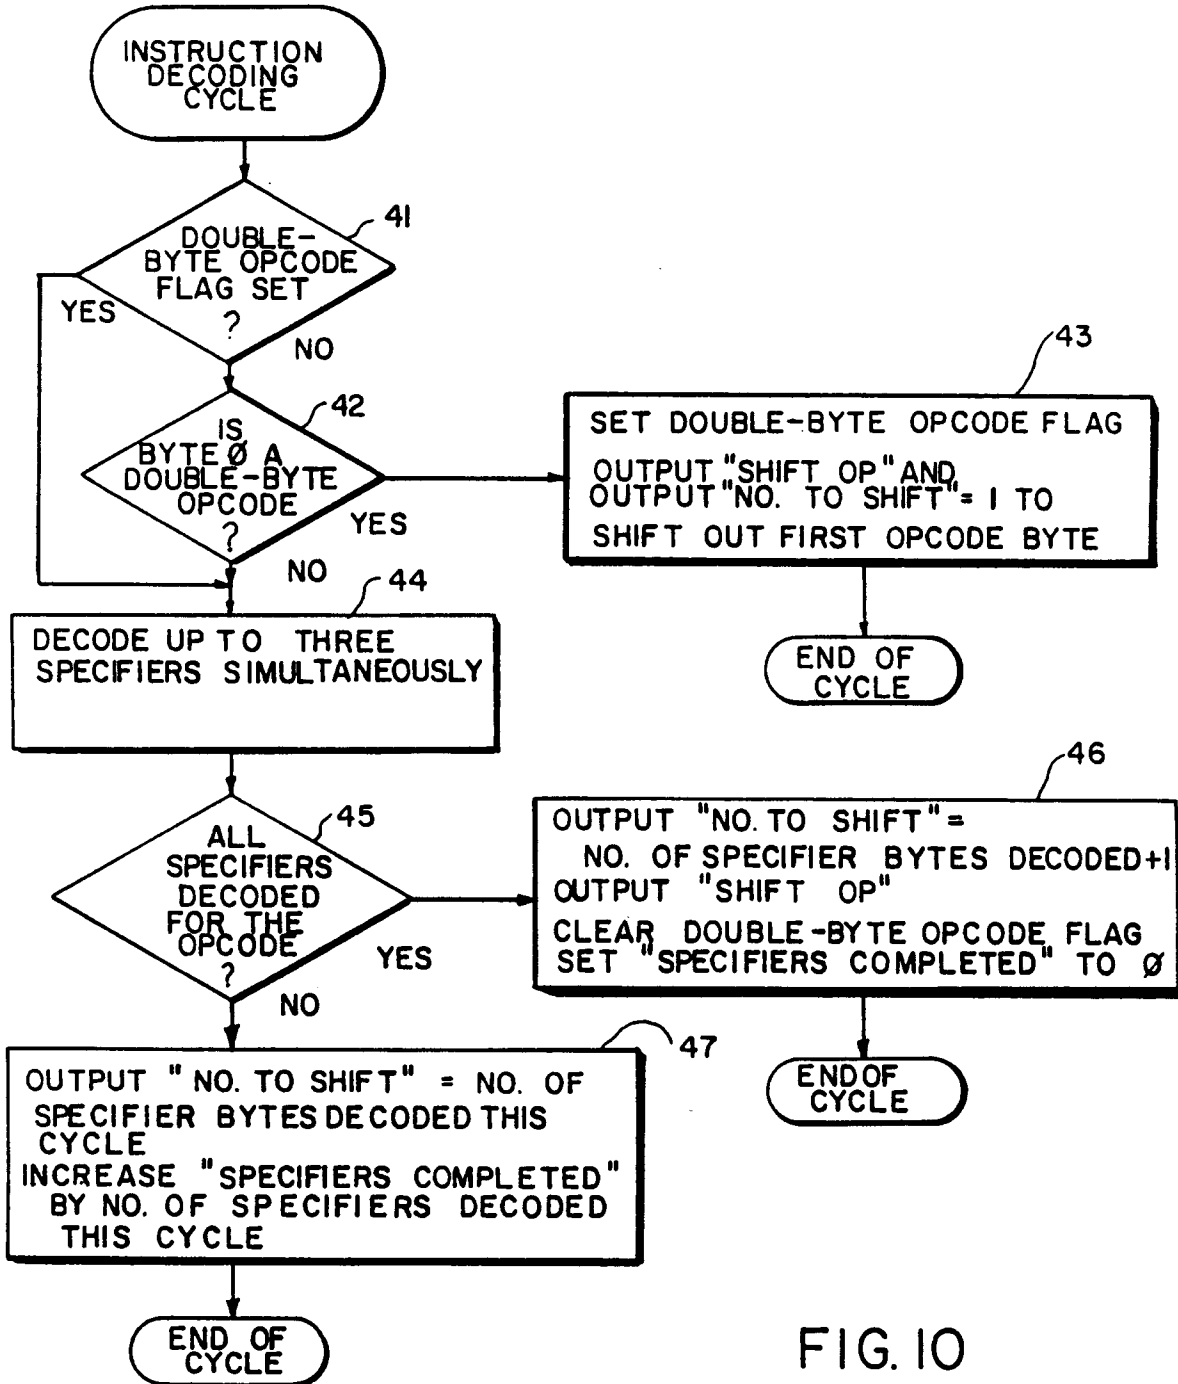 INSTRUCTION
DECODING
CYCLE
41
DOUBLE-
BYTE OPCODE
FLAG SET
?
YES
NO
42
IS
BYTE Ø A
DOUBLE-BYTE
OPCODE
?
YES
NO
43
SET DOUBLE-BYTE OPCODE FLAG
OUTPUT "SHIFT OP" AND
OUTPUT "NO. TO SHIFT" = 1 TO
SHIFT OUT FIRST OPCODE BYTE
END OF
CYCLE
44
DECODE UP TO THREE
SPECIFIERS SIMULTANEOUSLY
45
ALL
SPECIFIERS
DECODED
FOR THE
OPCODE
?
YES
NO
46
OUTPUT "NO. TO SHIFT" =
NO. OF SPECIFIER BYTES DECODED+1
OUTPUT "SHIFT OP"
CLEAR DOUBLE-BYTE OPCODE FLAG
SET "SPECIFIERS COMPLETED" TO Ø
END OF
CYCLE
47
OUTPUT "NO. TO SHIFT" = NO. OF
SPECIFIER BYTES DECODED THIS
CYCLE
INCREASE "SPECIFIERS COMPLETED"
BY NO. OF SPECIFIERS DECODED
THIS CYCLE
END OF
CYCLE
FIG. 10